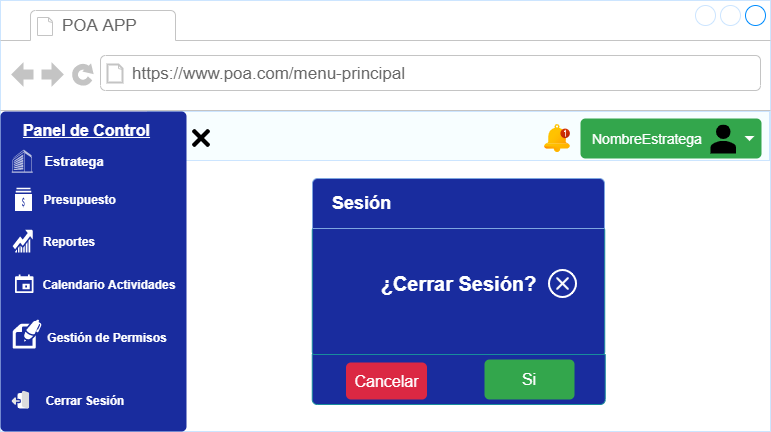 POA APP
https://www.poa.com/menu-principal
Panel de Control
1
NombreEstratega
Estratega
Presupuesto
$
Reportes
Calendario Actividades
Gestión de Permisos
Cerrar Sesión
Sesión
¿Cerrar Sesión?
Cancelar
Si